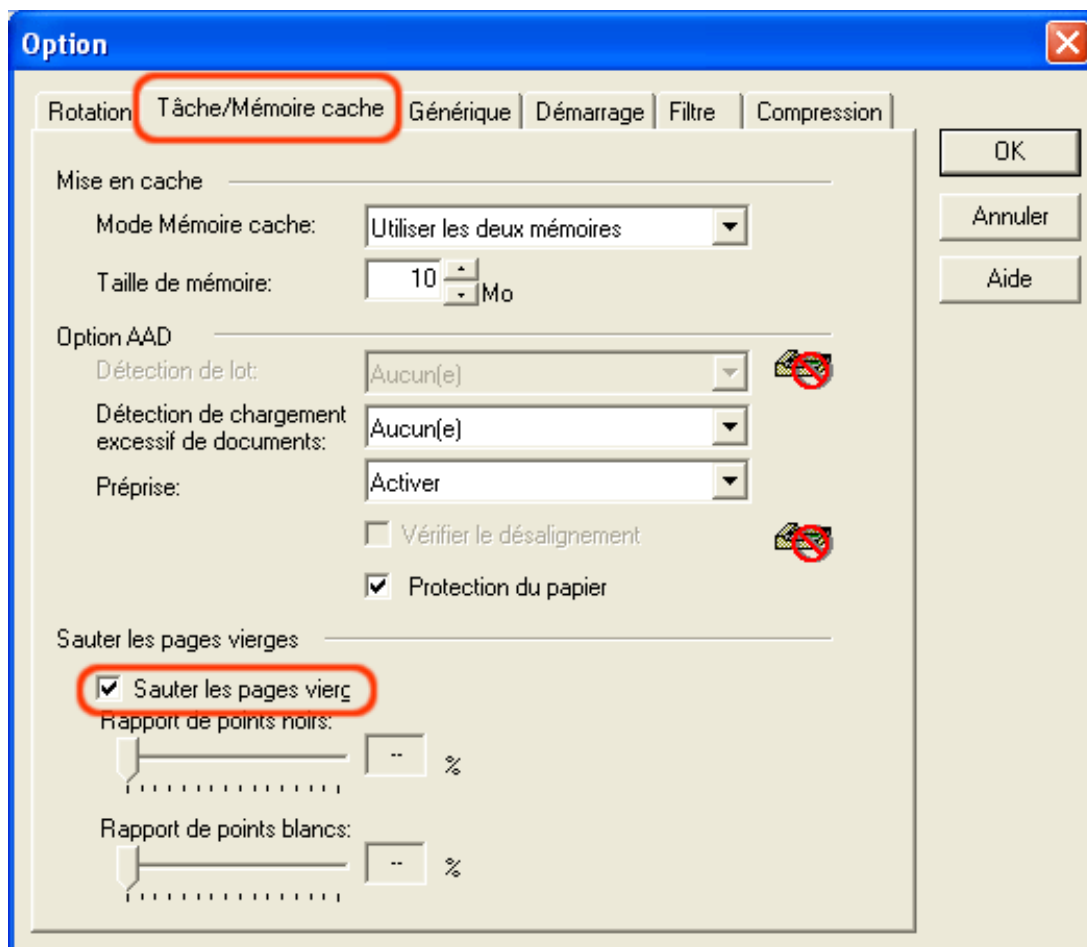 Option
Rotation Tâche/Mémoire cache Générique Démarrage Filtre Compression
OK
Annuler
Aide
Mise en cache
Mode Mémoire cache: Utiliser les deux mémoires
Taille de mémoire: 10 Mo
Option AAD
Détection de lot: Aucun(e)
Détection de chargement
excessif de documents: Aucun(e)
Préprise: Activer
Vérifier le désalignement
Protection du papier
Sauter les pages vierges
Sauter les pages vierg
Rapport de points noirs:
-- %
Rapport de points blancs:
-- %